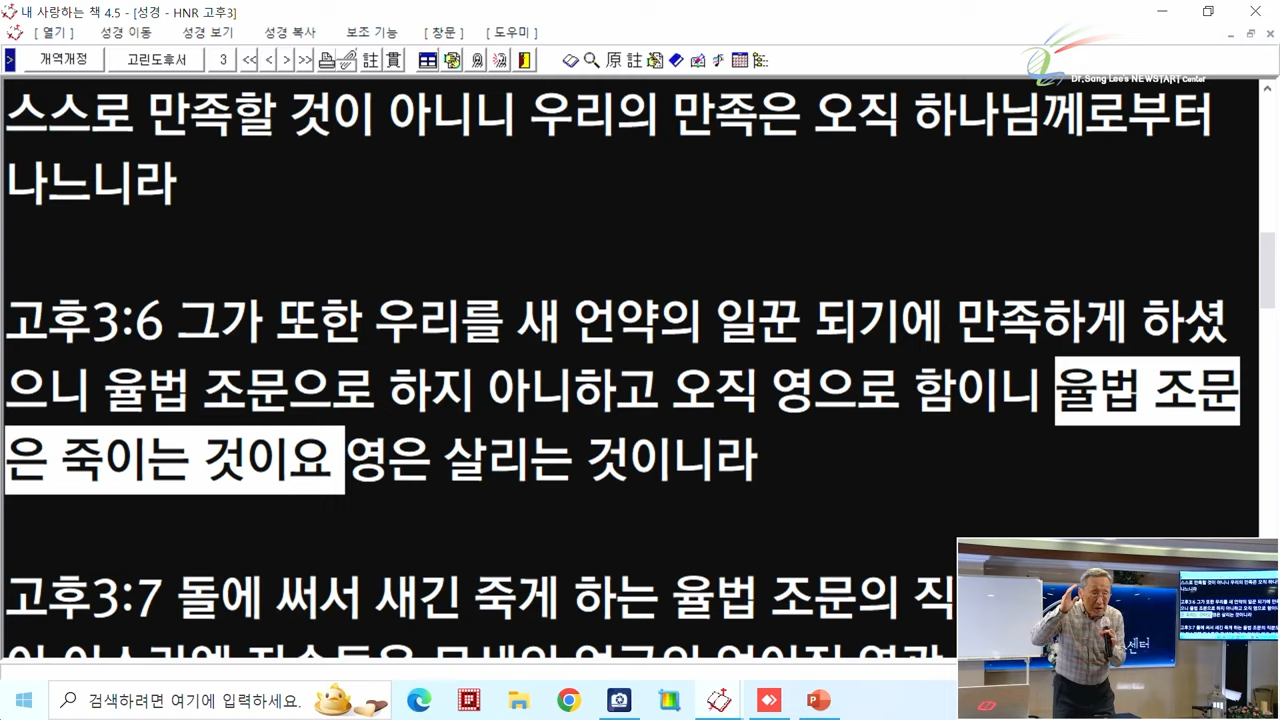 내 사랑하는 책 4.5 - [성경 - HNR 고후3]
[ 열기 ] 성경 이동 성경 보기 성경 복사 보조 기능 [ 창문 ] [ 도우미 ]
개역개정 고린도후서 3 << < > >> 註 貫 原 註
Dr.Sang Lee's NEWSTART Center
스스로 만족할 것이 아니니 우리의 만족은 오직 하나님께로부터
나느니라
고후3:6 그가 또한 우리를 새 언약의 일꾼 되기에 만족하게 하셨
으니 율법 조문으로 하지 아니하고 오직 영으로 함이니 율법 조문
은 죽이는 것이요 영은 살리는 것이니라
고후3:7 돌에 써서 새긴 죽게 하는 율법 조문의 직
검색하려면 여기에 입력하세요.